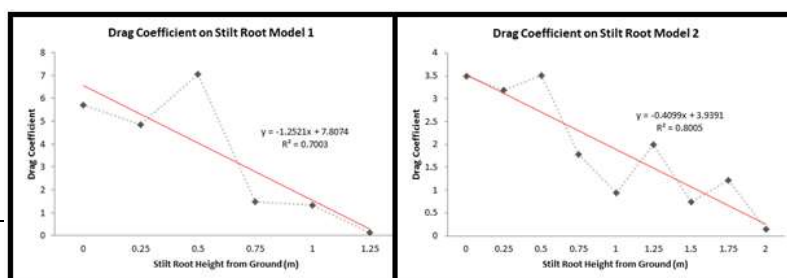 Drag Coefficient on Stilt Root Model 1
Drag Coefficient
8
7
6
5
4
3
2
1
0
y = -1.2521x + 7.8074
R² = 0.7003
0 0.25 0.5 0.75 1 1.25
Stilt Root Height from Ground (m)
Drag Coefficient on Stilt Root Model 2
Drag Coefficient
4
3.5
3
2.5
2
1.5
1
0.5
0
y = -0.4099x + 3.9391
R² = 0.8005
0 0.25 0.5 0.75 1 1.25 1.5 1.75 2
Stilt Root Height from Ground (m)